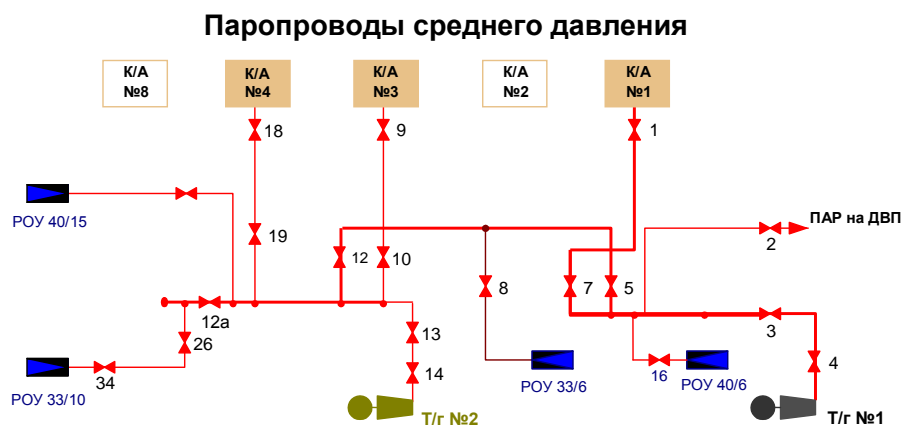 Паропроводы среднего давления
К/А
№8
К/А
№4
К/А
№3
К/А
№2
К/А
№1
18
9
1
РОУ 40/15
ПАР на ДВП
2
19
12
10
8
7
5
12а
13
3
26
14
16
4
34
РОУ 33/10
РОУ 33/6
РОУ 40/6
Т/г №2
Т/г №1